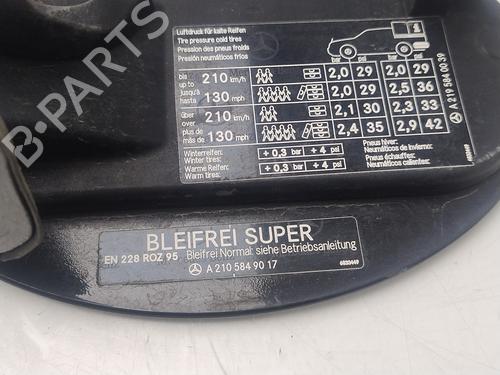 B-PARTS
Luftdruck für kalte Reifen
Tire pressure cold tires
Pression des pneus froids
Presión neumáticos fríos
bar psi bar psi
bis
up to
jusqu'à
hasta
210 km/h
130 mph
2,0 29 2,0 29
2,0 29 2,5 36
über
over
plus de
más de
210 km/h
130 mph
2,1 30 2,3 33
2,4 35 2,9 42
Winterreifen:
Winter tires:
+ 0,3 bar + 4 psi
Pneus hiver:
Neumáticos de invierno:
Warme Reifen:
Warm tires:
+ 0,3 bar + 4 psi
Pneus échauffés:
Neumáticos calientes:
A 219 584 00 39
BLEIFREI SUPER
EN 228 ROZ 95 Bleifrei Normal: siehe Betriebsanleitung
A 210 584 90 17